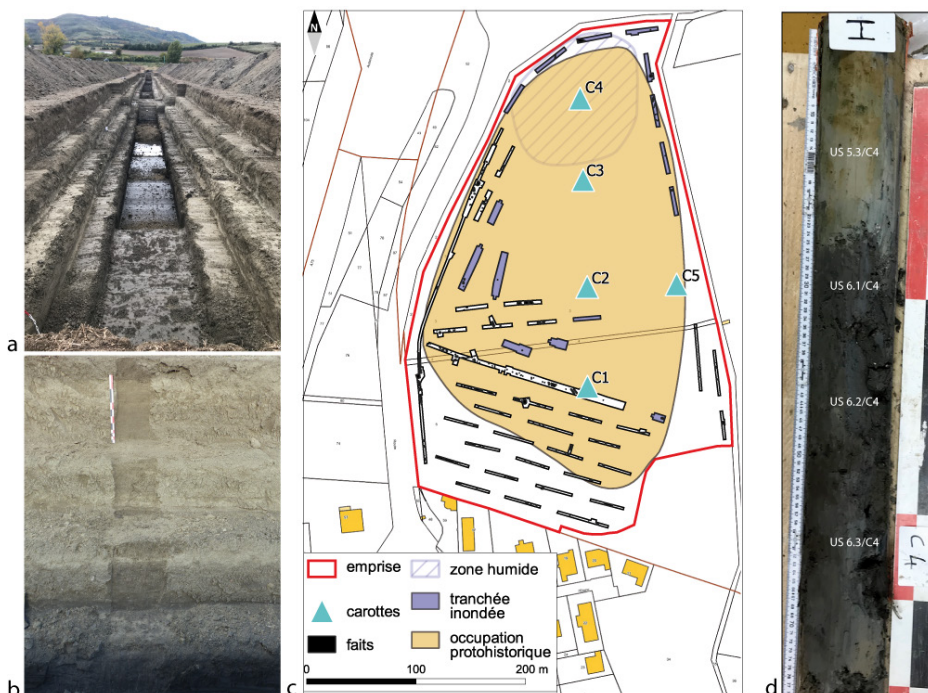 a
b
N
C4
C3
C2
C5
C1
emprise
carottes
faits
zone humide
tranchée
inondée
occupation
protohistorique
0
100
200 m
c
H
US 5.3/C4
US 6.1/C4
US 6.2/C4
US 6.3/C4
C4
d